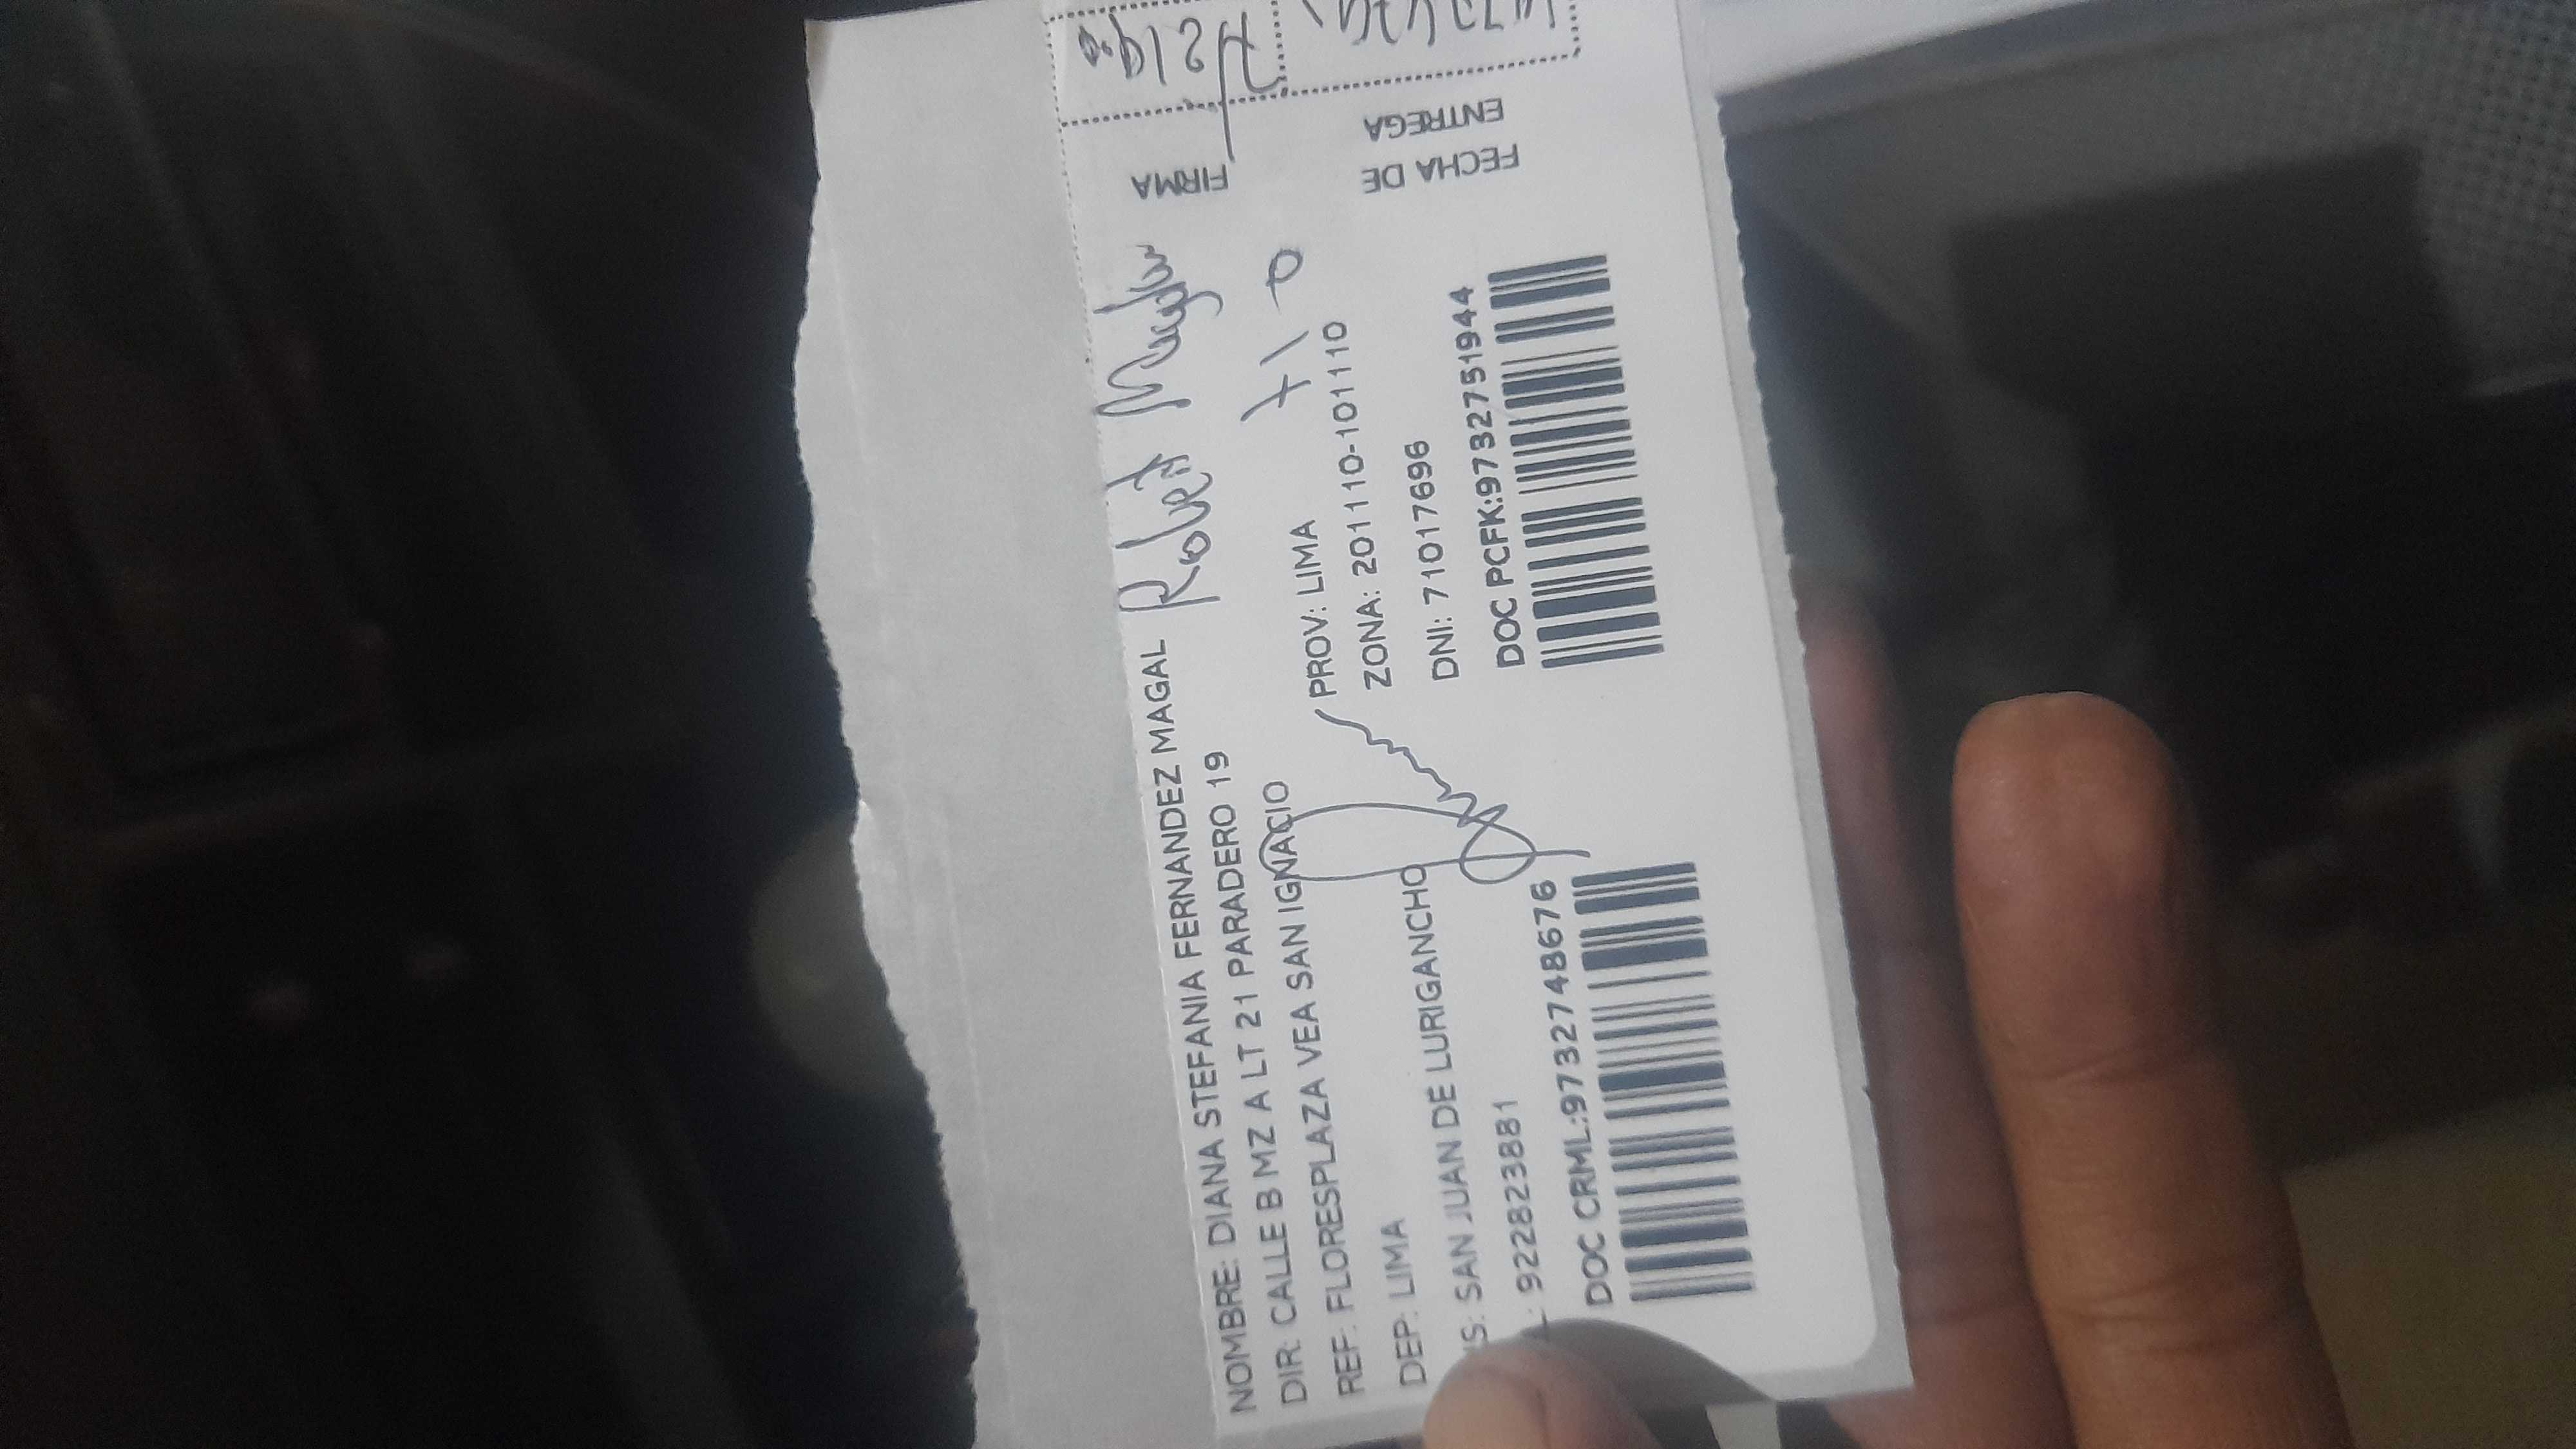 NOMBRE: DIANA STEFANIA FERNANDEZ MAGAL
DIR: CALLE B MZ A LT 21 PARADERO 19
REF: FLORESPLAZA VEA SAN IGNACIO
DEP: LIMA PROV: LIMA
S: SAN JUAN DE LURIGANCHO ZONA: 201110-101110
: 922823881 DNI: 71017696
DOC CRML:9732748676 DOC PCFK:9732751944
FIRMA
FECHA DE
ENTREGA